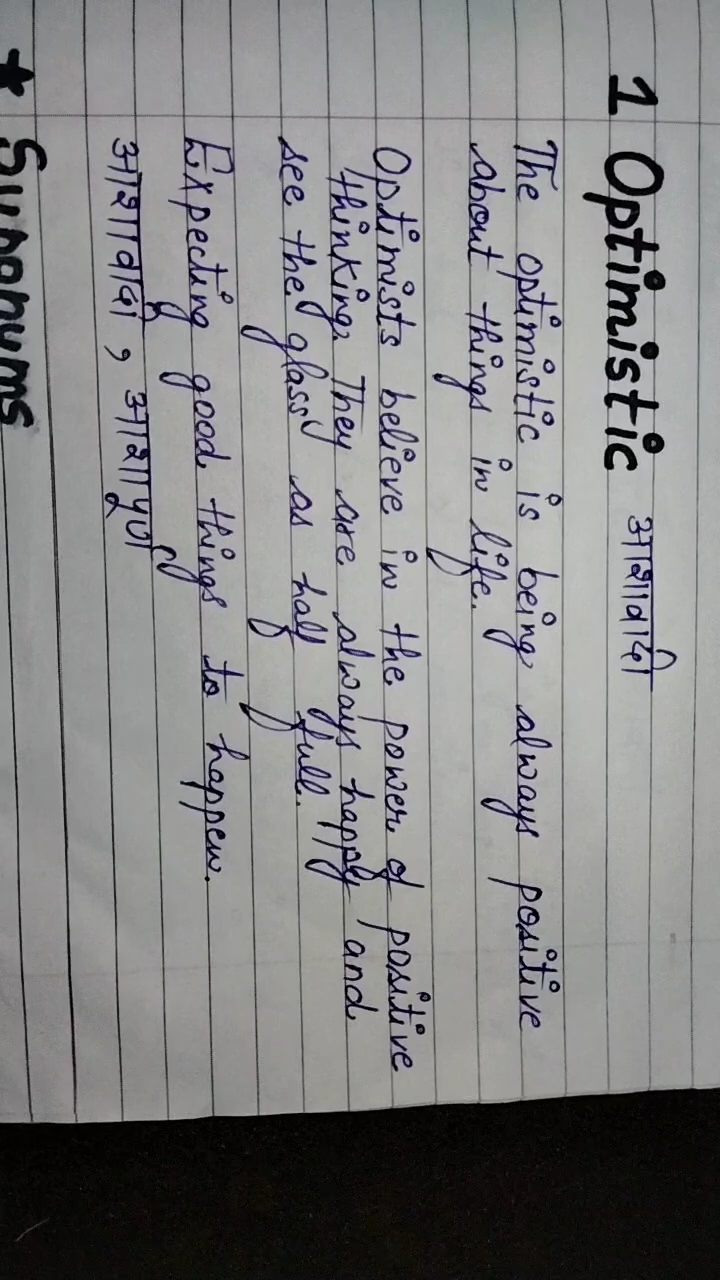 1 Optimistic आशावादी
The optimistic is being always positive
about things in life.
Optimists believe in the power of positive
thinking. They are always happy and
see the glass as half full.
Expecting good things to happen.
आशावादी, आशापूर्ण
* Synonyms